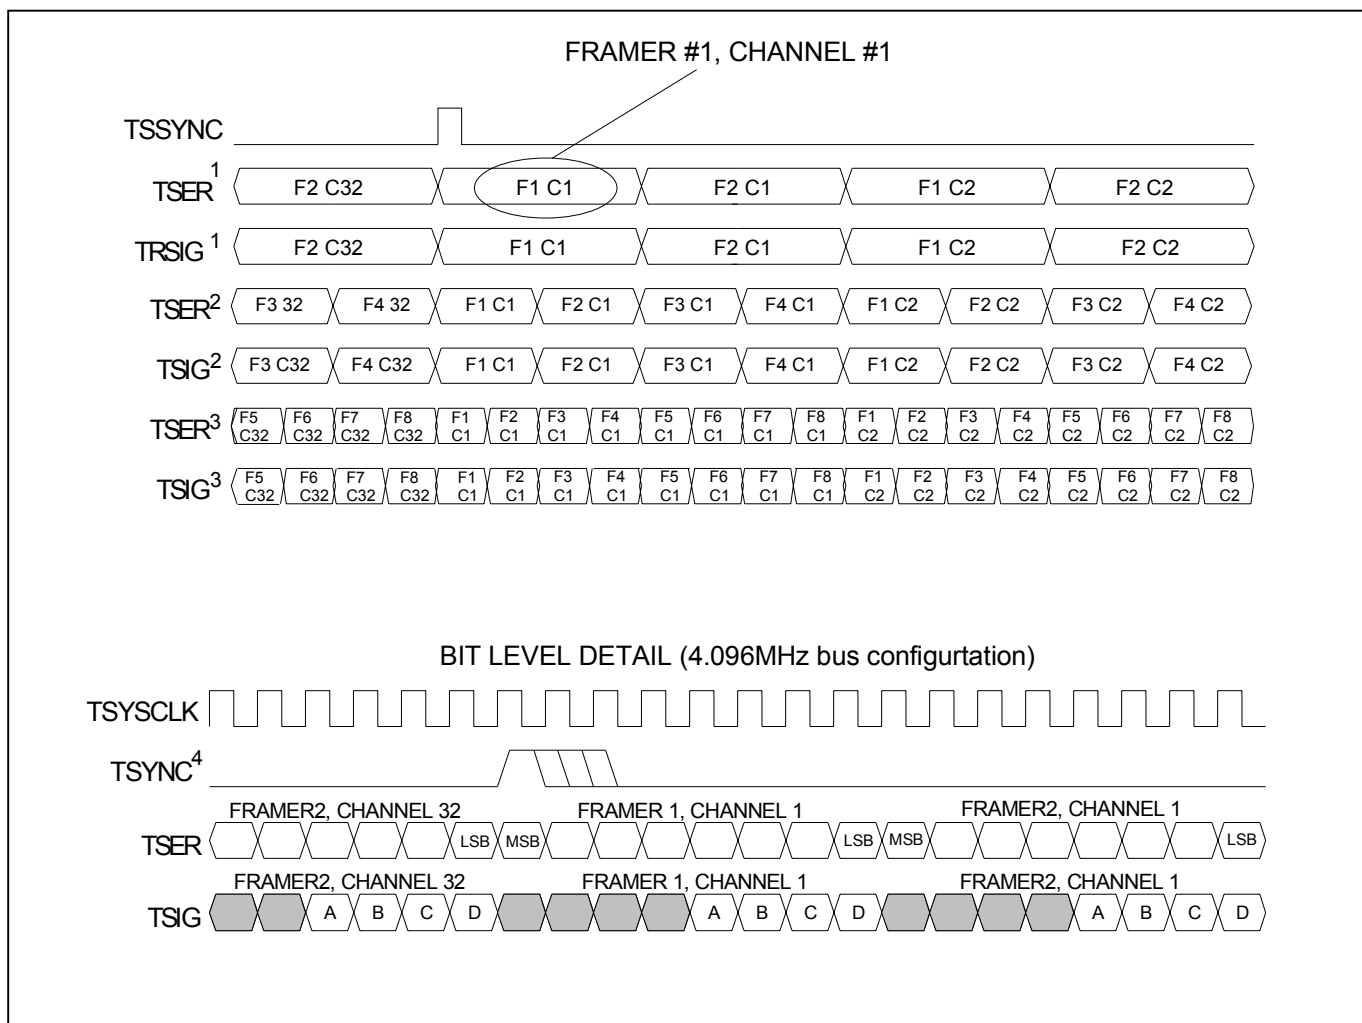 FRAMER #1, CHANNEL #1
TSSYNC
TSER 1 F2 C32 F1 C1 F2 C1 F1 C2 F2 C2
TRSIG 1 F2 C32 F1 C1 F2 C1 F1 C2 F2 C2
TSER2 F3 32 F4 32 F1 C1 F2 C1 F3 C1 F4 C1 F1 C2 F2 C2 F3 C2 F4 C2
TSIG2 F3 C32 F4 C32 F1 C1 F2 C1 F3 C1 F4 C1 F1 C2 F2 C2 F3 C2 F4 C2
F5 F6 F7 F8 F1 F2 F3 F4 F5 F6 F7 F8 F1 F2 F3 F4 F5 F6 F7 F8
TSER3 C32 C32 C32 C32 C1 C1 C1 C1 C1 C1 C1 C1 C2 C2 C2 C2 C2 C2 C2 C2
F5 F6 F7 F8 F1 F2 F3 F4 F5 F6 F7 F8 F1 F2 F3 F4 F5 F6 F7 F8
TSIG3 C32 C32 C32 C32 C1 C1 C1 C1 C1 C1 C1 C1 C2 C2 C2 C2 C2 C2 C2 C2
BIT LEVEL DETAIL (4.096MHz bus configurtation)
TSYSCLK
TSYNC4
FRAMER2, CHANNEL 32 FRAMER 1, CHANNEL 1 FRAMER2, CHANNEL 1
TSER LSB MSB LSB MSB LSB
FRAMER2, CHANNEL 32 FRAMER 1, CHANNEL 1 FRAMER2, CHANNEL 1
TSIG A B C D A B C D A B C D